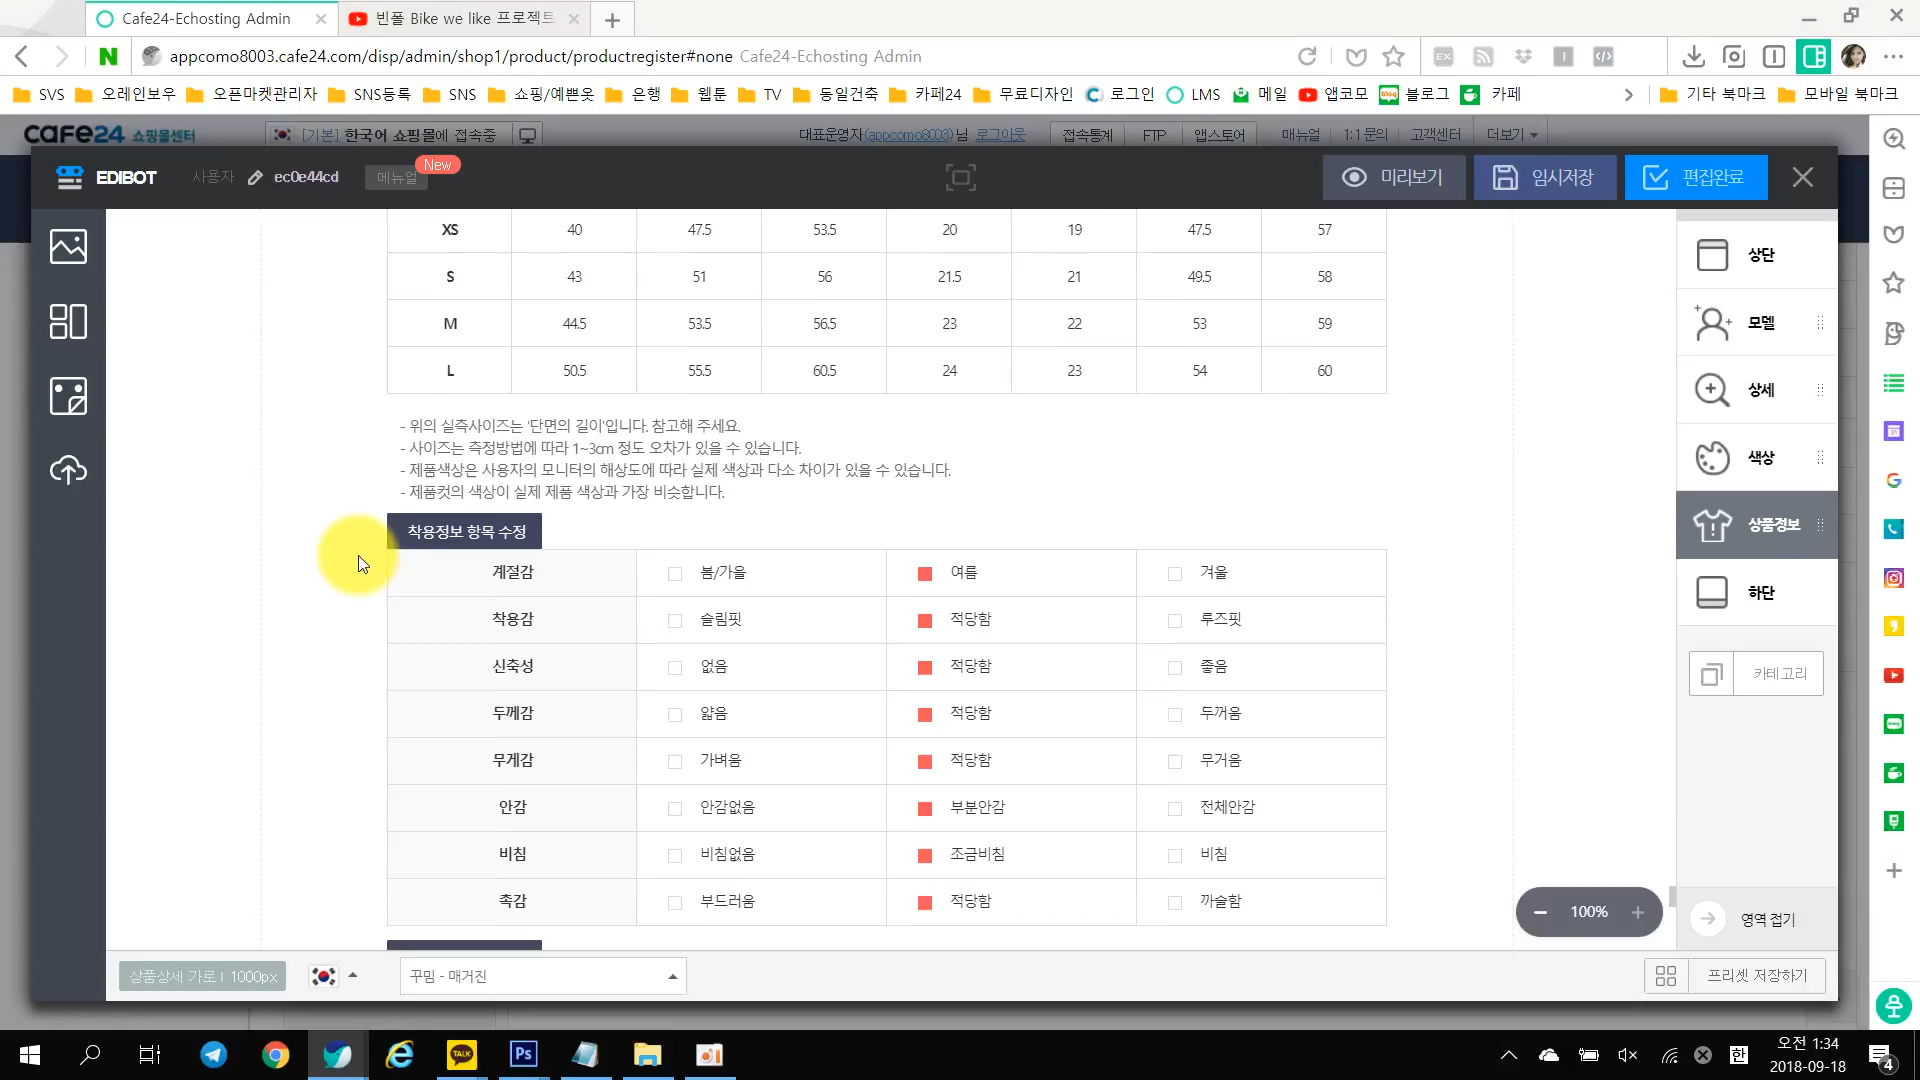 Cafe24-Echosting Admin
빈폴 Bike we like 프로젝트
appcomo8003.cafe24.com/disp/admin/shop1/product/productregister#none Cafe24-Echosting Admin
SVS 오레인보우 오픈마켓관리자 SNS등록 SNS 쇼핑/예쁜옷 은행 웹툰 TV 동일건축 카페24 무료디자인 로그인 LMS 메일 앱코모 블로그 카페 기타 북마크 모바일 북마크
cafe24 쇼핑몰센터 [기본] 한국어 쇼핑몰에 접속중 대표운영자(appcomo8003)님 로그아웃 접속통계 FTP 앱스토어 매뉴얼 1:1 문의 고객센터 더보기
EDIBOT 사용자 ec0e44cd 매뉴얼 New 미리보기 임시저장 편집완료
XS 40 47.5 53.5 20 19 47.5 57
S 43 51 56 21.5 21 49.5 58
M 44.5 53.5 56.5 23 22 53 59
L 50.5 55.5 60.5 24 23 54 60
- 위의 실측사이즈는 '단면의 길이'입니다. 참고해 주세요.
- 사이즈는 측정방법에 따라 1~3cm 정도 오차가 있을 수 있습니다.
- 제품색상은 사용자의 모니터의 해상도에 따라 실제 색상과 다소 차이가 있을 수 있습니다.
- 제품컷의 색상이 실제 제품 색상과 가장 비슷합니다.
착용정보 항목 수정
계절감 봄/가을 여름 겨울
착용감 슬림핏 적당함 루즈핏
신축성 없음 적당함 좋음
두께감 얇음 적당함 두꺼움
무게감 가벼움 적당함 무거움
안감 안감없음 부분안감 전체안감
비침 비침없음 조금비침 비침
촉감 부드러움 적당함 까슬함
상단
모델
상세
색상
상품정보
하단
카테고리
100%
영역 접기
상품상세 가로 | 1000px
꾸밈 - 매거진
프리셋 저장하기
TALK
Ps
한
오전 1:34
2018-09-18
4